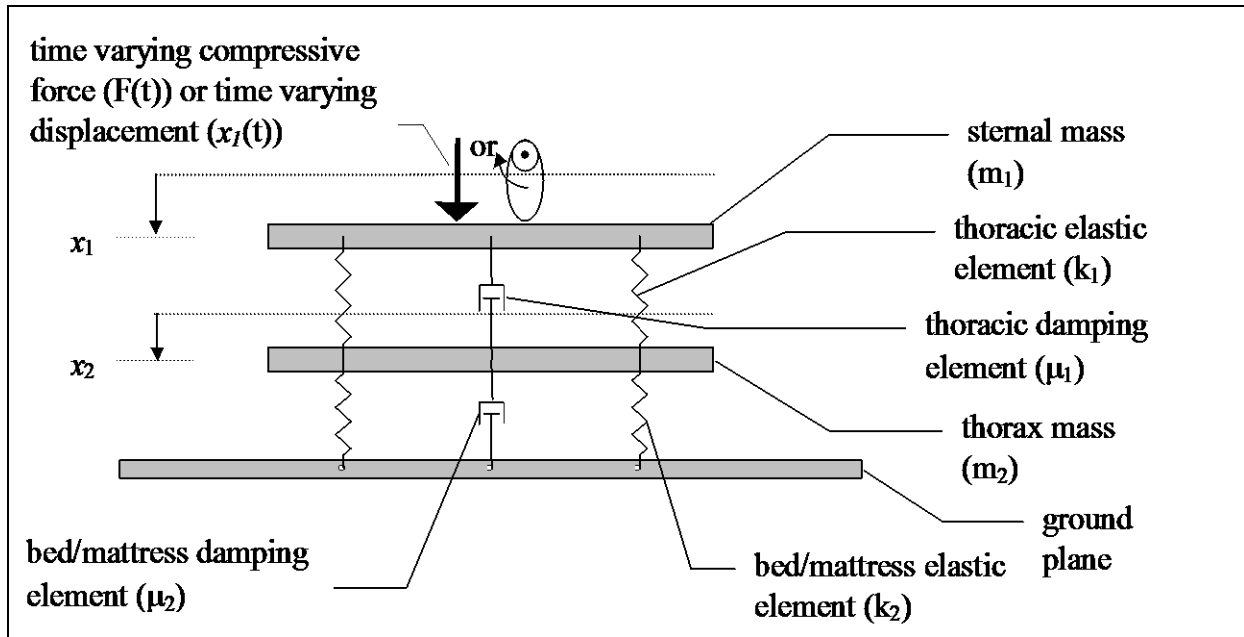 time varying compressive
force (F(t)) or time varying
displacement (x₁(t))
or
sternal mass
(m₁)
x₁
thoracic elastic
element (k₁)
thoracic damping
element (μ₁)
x₂
thorax mass
(m₂)
ground
plane
bed/mattress damping
element (μ₂)
bed/mattress elastic
element (k₂)